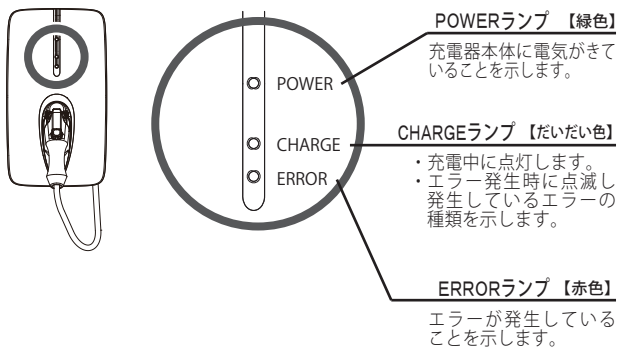 POWERランプ 【緑色】
充電器本体に電気がきて
いることを示します。
POWER
CHARGEランプ 【だいだい色】
・充電中に点灯します。
・エラー発生時に点滅し
発生しているエラーの
種類を示します。
CHARGE
ERROR
ERRORランプ 【赤色】
エラーが発生している
ことを示します。